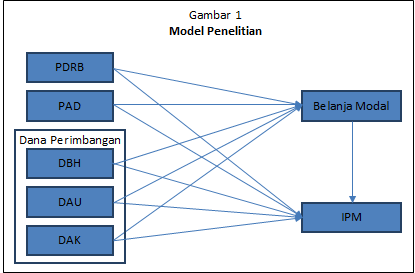 Gambar 1
Model Penelitian
PDRB
PAD
Belanja Modal
Dana Perimbangan
DBH
DAU
IPM
DAK